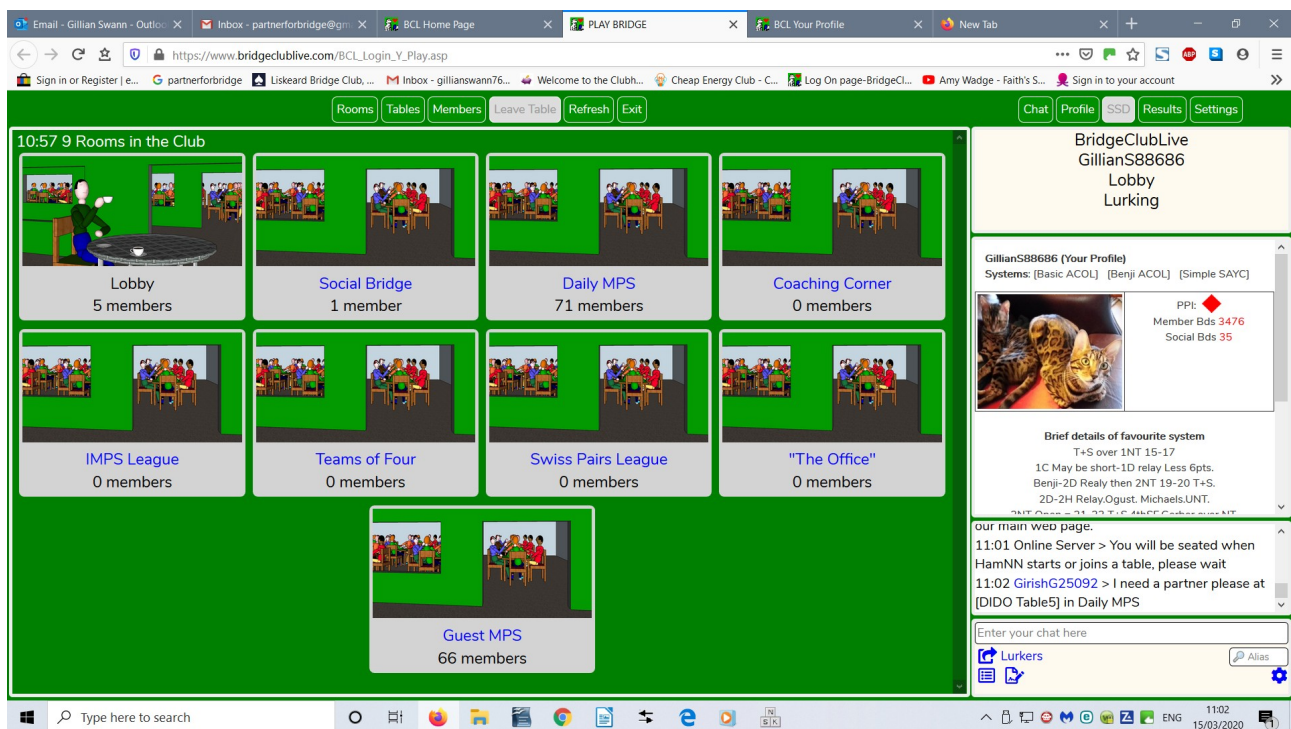 Email - Gillian Swann - Outloo
Inbox - partnerforbridge@gm
BCL Home Page
PLAY BRIDGE
BCL Your Profile
New Tab
https://www.bridgeclublive.com/BCL_Login_Y_Play.asp
Sign in or Register | e...
partnerforbridge
Liskeard Bridge Club, ...
Inbox - gillianswann76...
Welcome to the Clubh...
Cheap Energy Club - C...
Log On page-BridgeCl...
Amy Wadge - Faith's S...
Sign in to your account
Rooms Tables Members Leave Table Refresh Exit
Chat Profile SSD Results Settings
10:57 9 Rooms in the Club
Lobby
5 members
Social Bridge
1 member
Daily MPS
71 members
Coaching Corner
0 members
IMPS League
0 members
Teams of Four
0 members
Swiss Pairs League
0 members
"The Office"
0 members
Guest MPS
66 members
BridgeClubLive
GillianS88686
Lobby
Lurking
GillianS88686 (Your Profile)
Systems: [Basic ACOL] [Benji ACOL] [Simple SAYC]
PPI:
Member Bds 3476
Social Bds 35
Brief details of favourite system
T+S over 1NT 15-17
1C May be short-1D relay Less 6pts.
Benji-2D Realy then 2NT 19-20 T+S.
2D-2H Relay.Ogust. Michaels.UNT.
our main web page.
11:01 Online Server > You will be seated when
HamNN starts or joins a table, please wait
11:02 GirishG25092 > I need a partner please at
[DIDO Table5] in Daily MPS
Enter your chat here
Lurkers
Alias
Type here to search
N
S K
ENG
11:02
15/03/2020